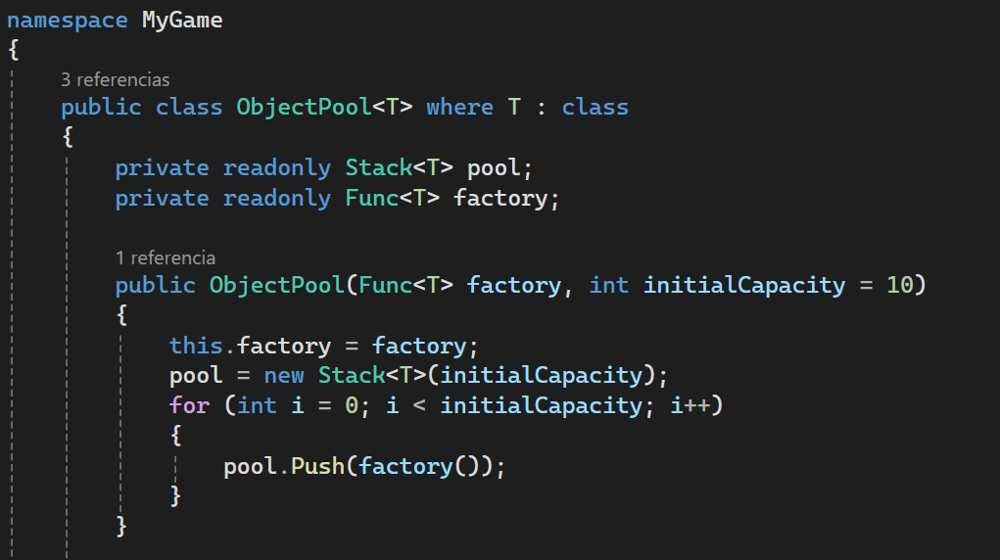 namespace MyGame
{
3 referencias
public class ObjectPool<T> where T : class
{
private readonly Stack<T> pool;
private readonly Func<T> factory;
1 referencia
public ObjectPool(Func<T> factory, int initialCapacity = 10)
{
this.factory = factory;
pool = new Stack<T>(initialCapacity);
for (int i = 0; i < initialCapacity; i++)
{
pool.Push(factory());
}
}